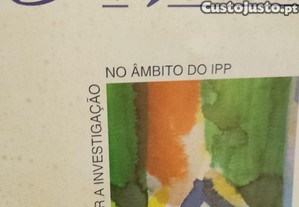 Custojusto.pt
NO ÂMBITO DO IPP
R A INVESTIGAÇÃO